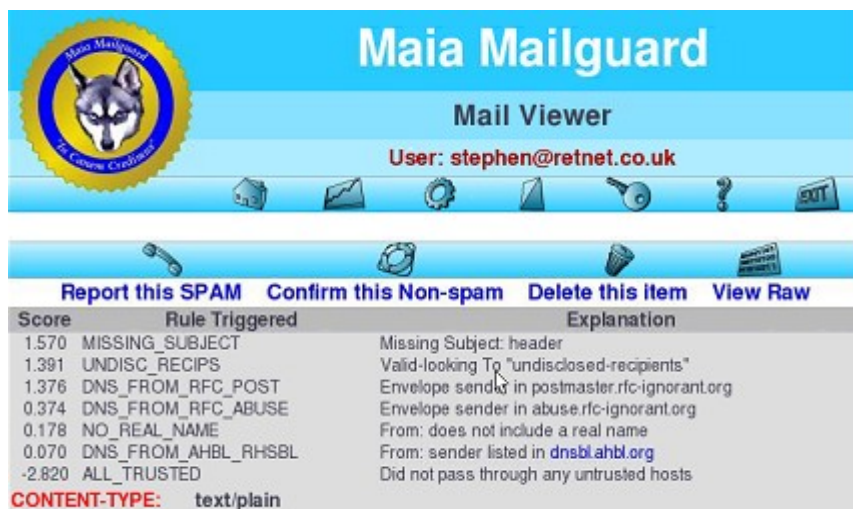 Maia Mailguard
Maia Mailguard
"In Canem Credimus"
Mail Viewer
User: stephen@retnet.co.uk
EXIT
Report this SPAM Confirm this Non-spam Delete this item View Raw
Score Rule Triggered Explanation
1.570 MISSING_SUBJECT Missing Subject: header
1.391 UNDISC_RECIPS Valid-looking To "undisclosed-recipients"
1.376 DNS_FROM_RFC_POST Envelope sender in postmaster.rfc-ignorant.org
0.374 DNS_FROM_RFC_ABUSE Envelope sender in abuse.rfc-ignorant.org
0.178 NO_REAL_NAME From: does not include a real name
0.070 DNS_FROM_AHBL_RHSBL From: sender listed in dnsbl.ahbl.org
-2.820 ALL_TRUSTED Did not pass through any untrusted hosts
CONTENT-TYPE: text/plain